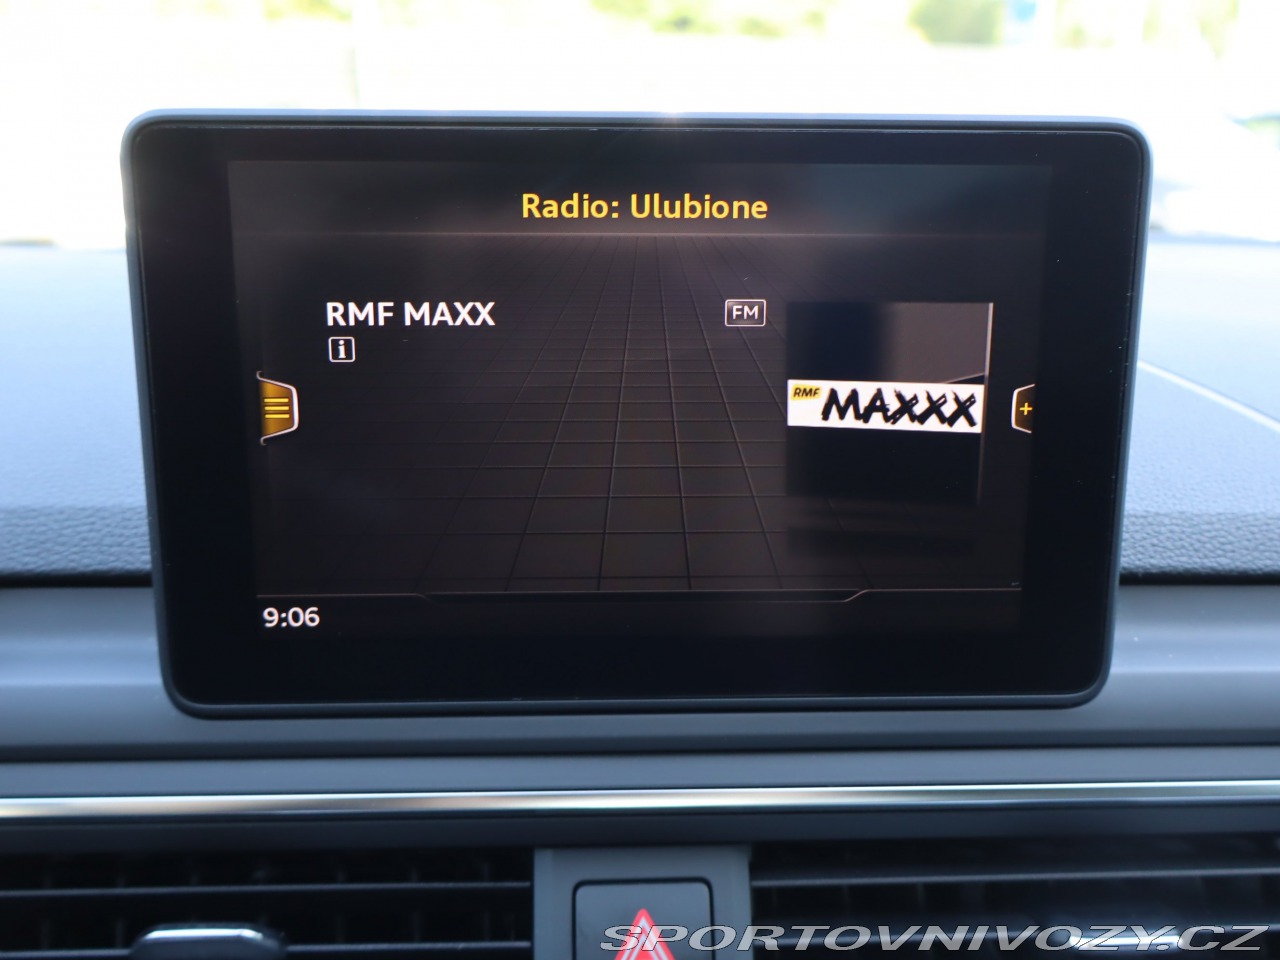 Radio: Ulubione
RMF MAXX
FM
i
RMF MAXXX
+
9:06
SPORTOVNIVOZY.CZ